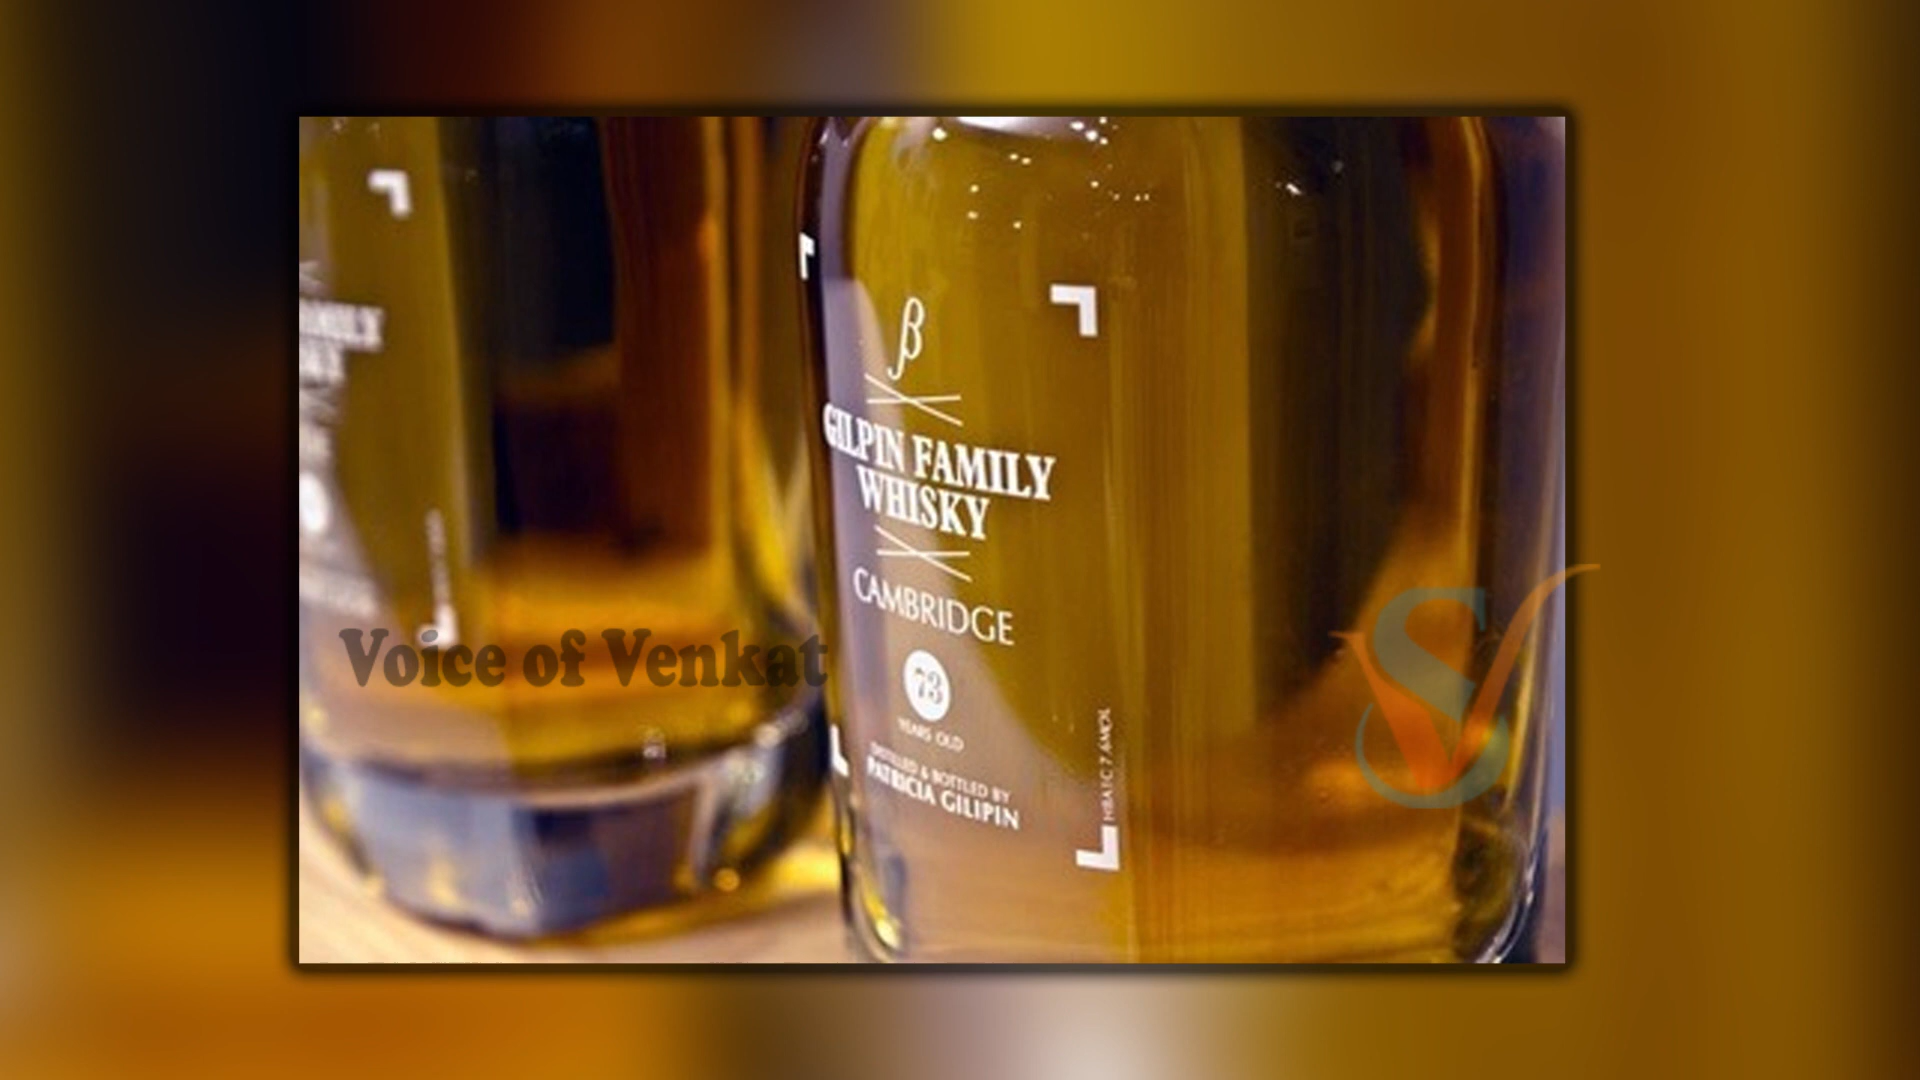 β
GILPIN FAMILY
WHISKY
CAMBRIDGE
73
YEARS OLD
DISTILLED & BOTTLED BY
PATRICIA GILIPIN
Voice of Venkat